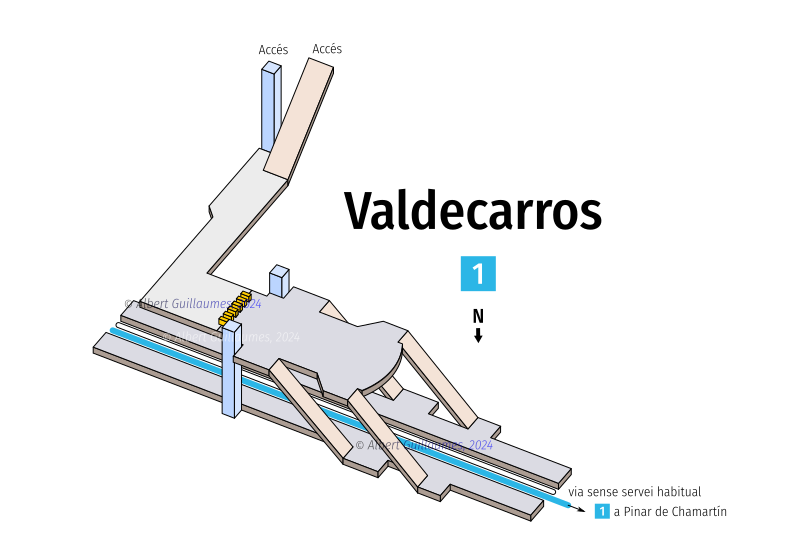 Accés
Accés
Valdecarros
1
N
© Albert Guillaumes, 2024
© Albert Guillaumes, 2024
© Albert Guillaumes, 2024
via sense servei habitual
1 a Pinar de Chamartín